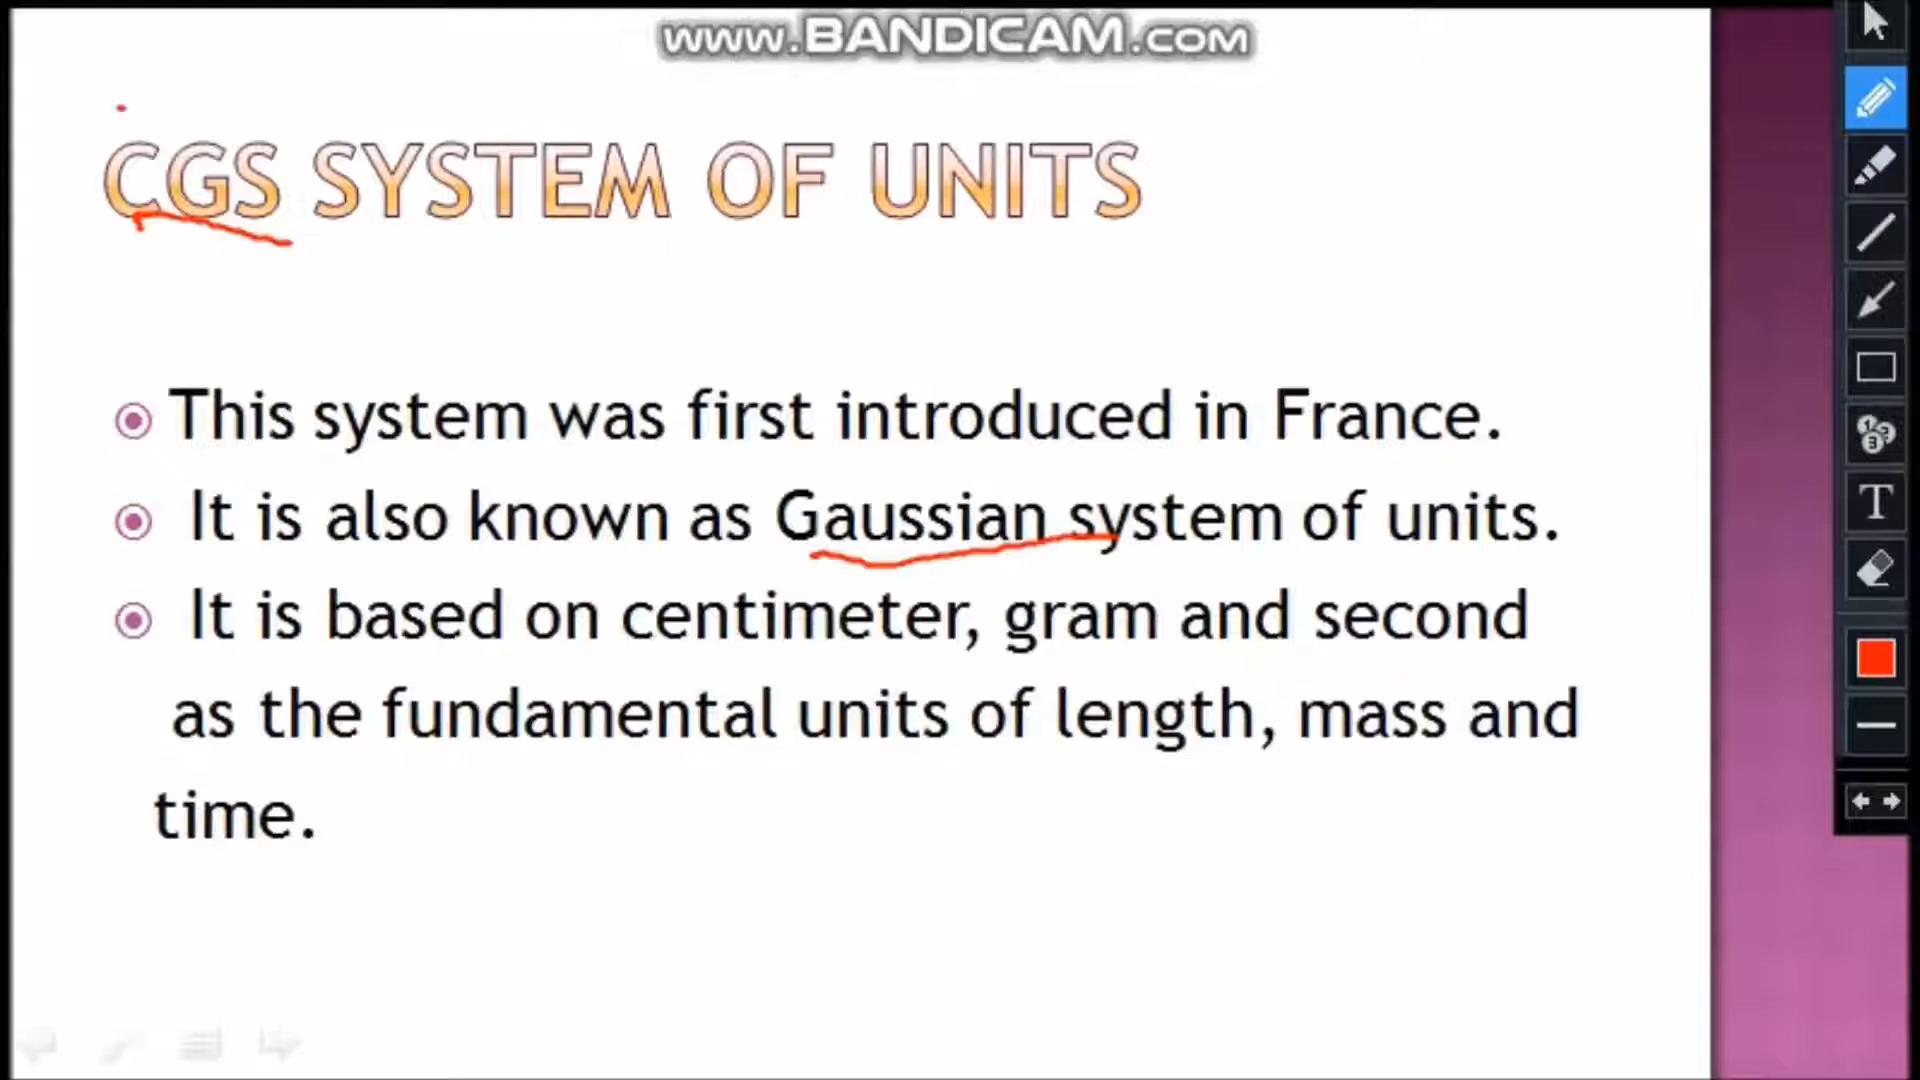 www.BANDICAM.com
CGS SYSTEM OF UNITS
This system was first introduced in France.
It is also known as Gaussian system of units.
It is based on centimeter, gram and second
as the fundamental units of length, mass and
time.